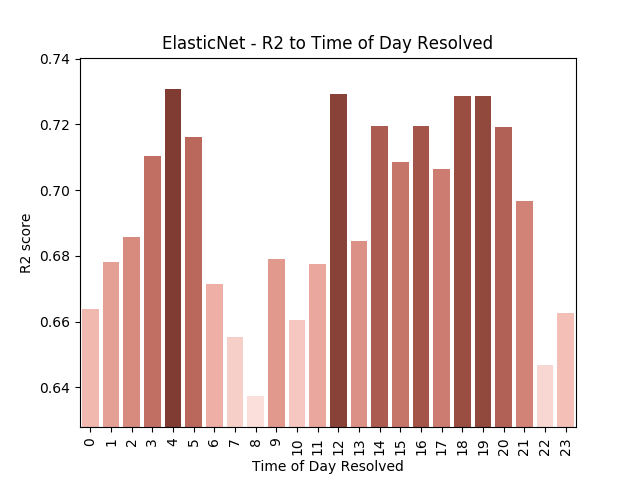 ElasticNet - R2 to Time of Day Resolved
0.74
0.72
0.70
0.68
0.66
0.64
R2 score
0 1 2 3 4 5 6 7 8 9 10 11 12 13 14 15 16 17 18 19 20 21 22 23
Time of Day Resolved